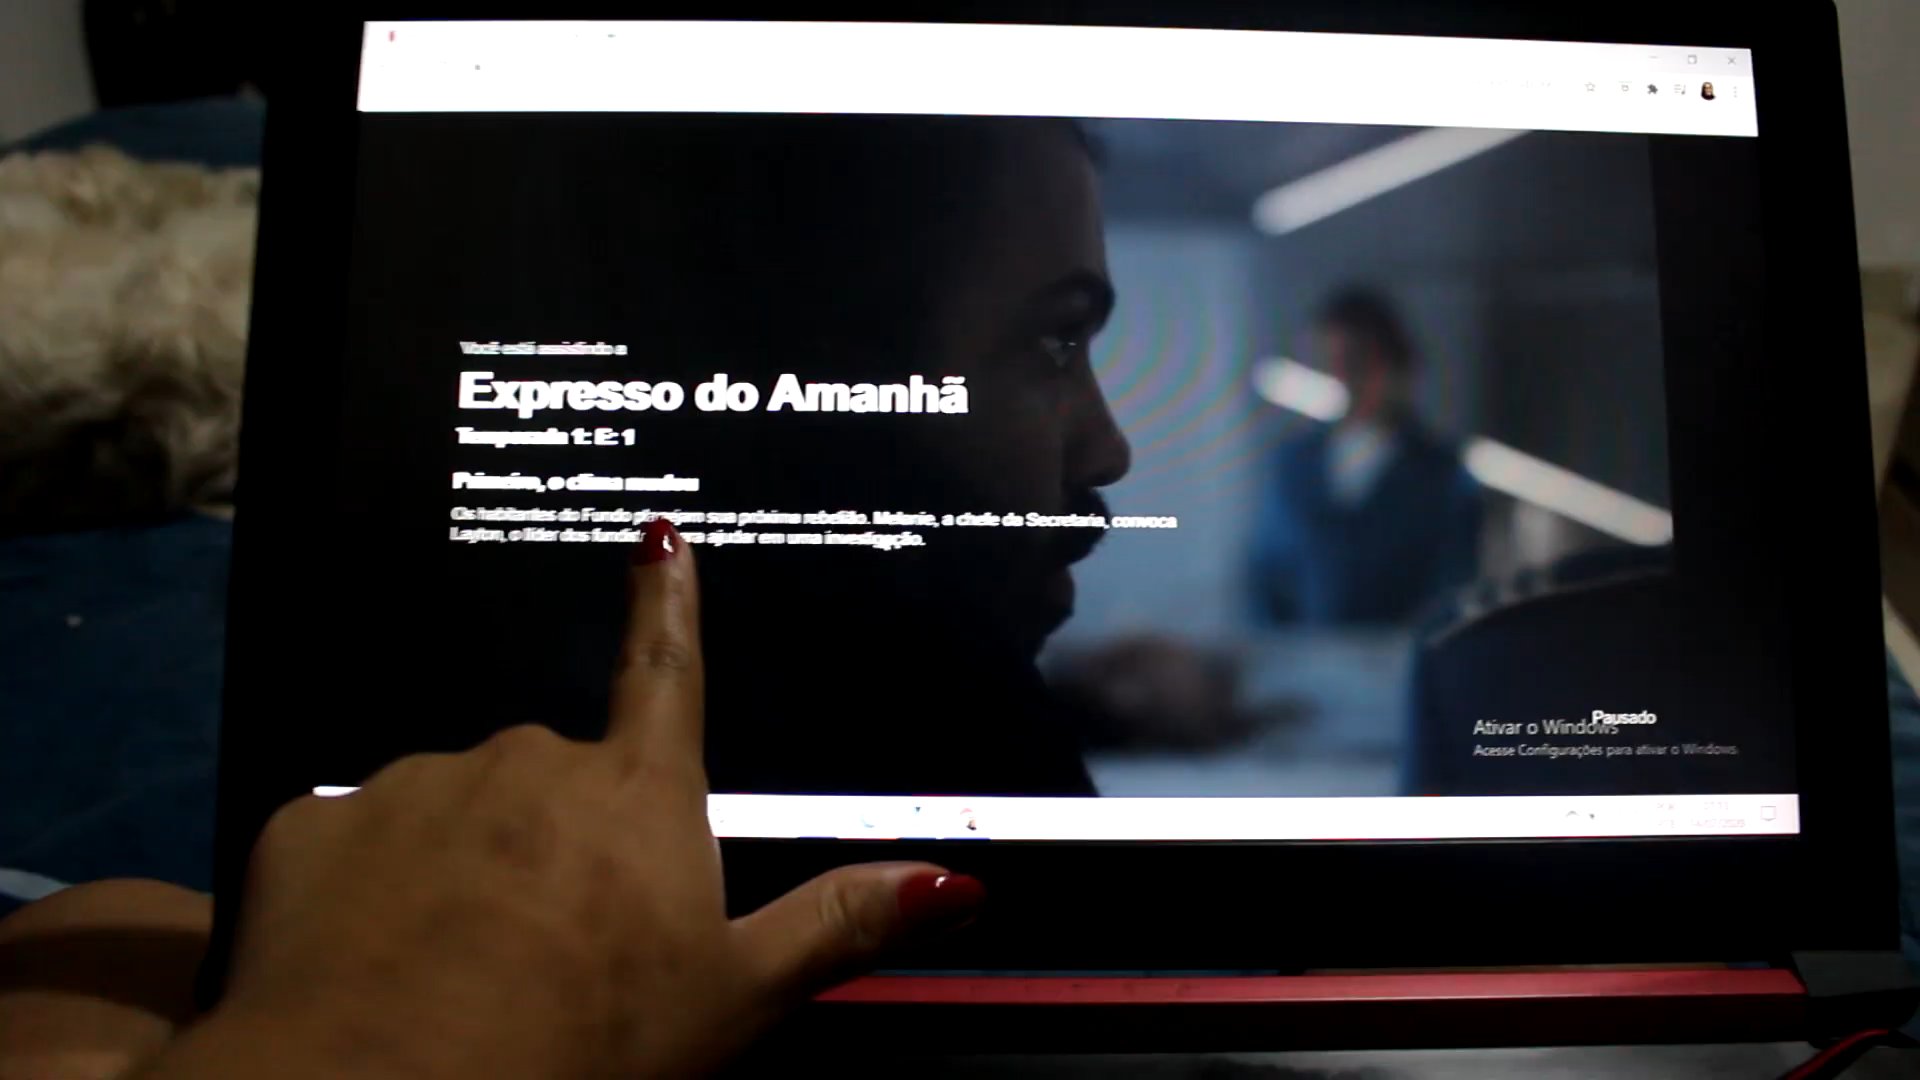 Você está assistindo a
Expresso do Amanhã
Temporada 1: E: 1
Primeiro, o clima mudou
Os habitantes do Fundo planejam sua próxima rebelião. Melanie, a chefe da Secretaria, convoca
Layton, o líder dos ajudar em uma investigação.
Pausado
Ativar o Windows
Acesse Configurações para ativar o Windows.